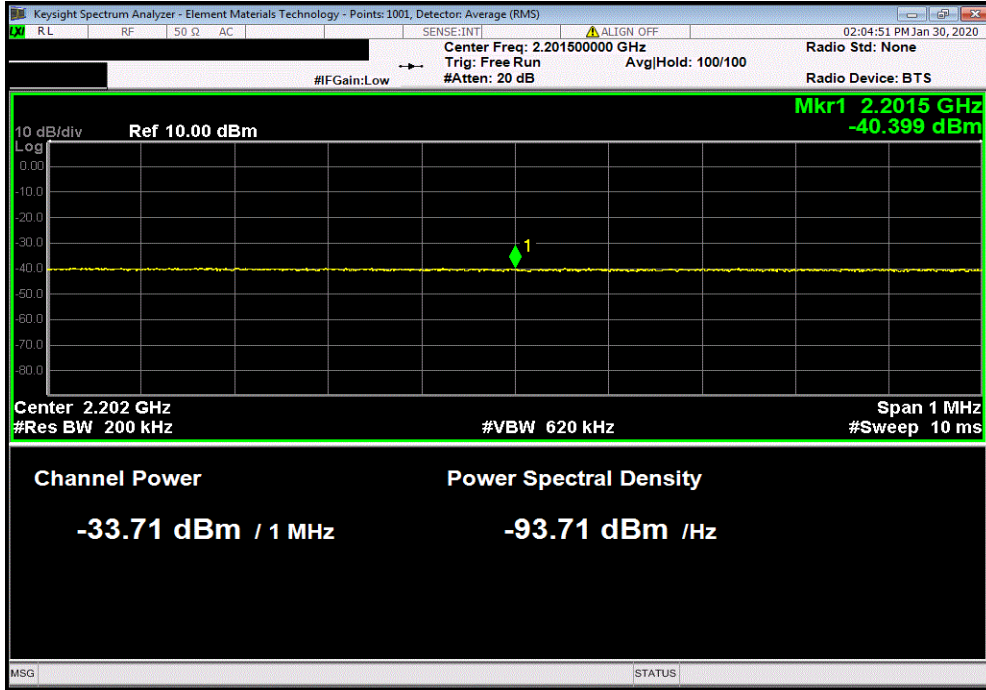 Keysight Spectrum Analyzer - Element Materials Technology - Points: 1001, Detector: Average (RMS)
LXI RL RF 50 Ω AC SENSE:INT ALIGN OFF 02:04:51 PM Jan 30, 2020
Center Freq: 2.201500000 GHz Radio Std: None
Trig: Free Run Avg|Hold: 100/100
#IFGain:Low #Atten: 20 dB Radio Device: BTS
Mkr1 2.2015 GHz
10 dB/div Ref 10.00 dBm -40.399 dBm
Log
0.00
-10.0
-20.0
-30.0
1
-40.0
-50.0
-60.0
-70.0
-80.0
Center 2.202 GHz Span 1 MHz
#Res BW 200 kHz #VBW 620 kHz #Sweep 10 ms
Channel Power Power Spectral Density
-33.71 dBm / 1 MHz -93.71 dBm /Hz
MSG STATUS